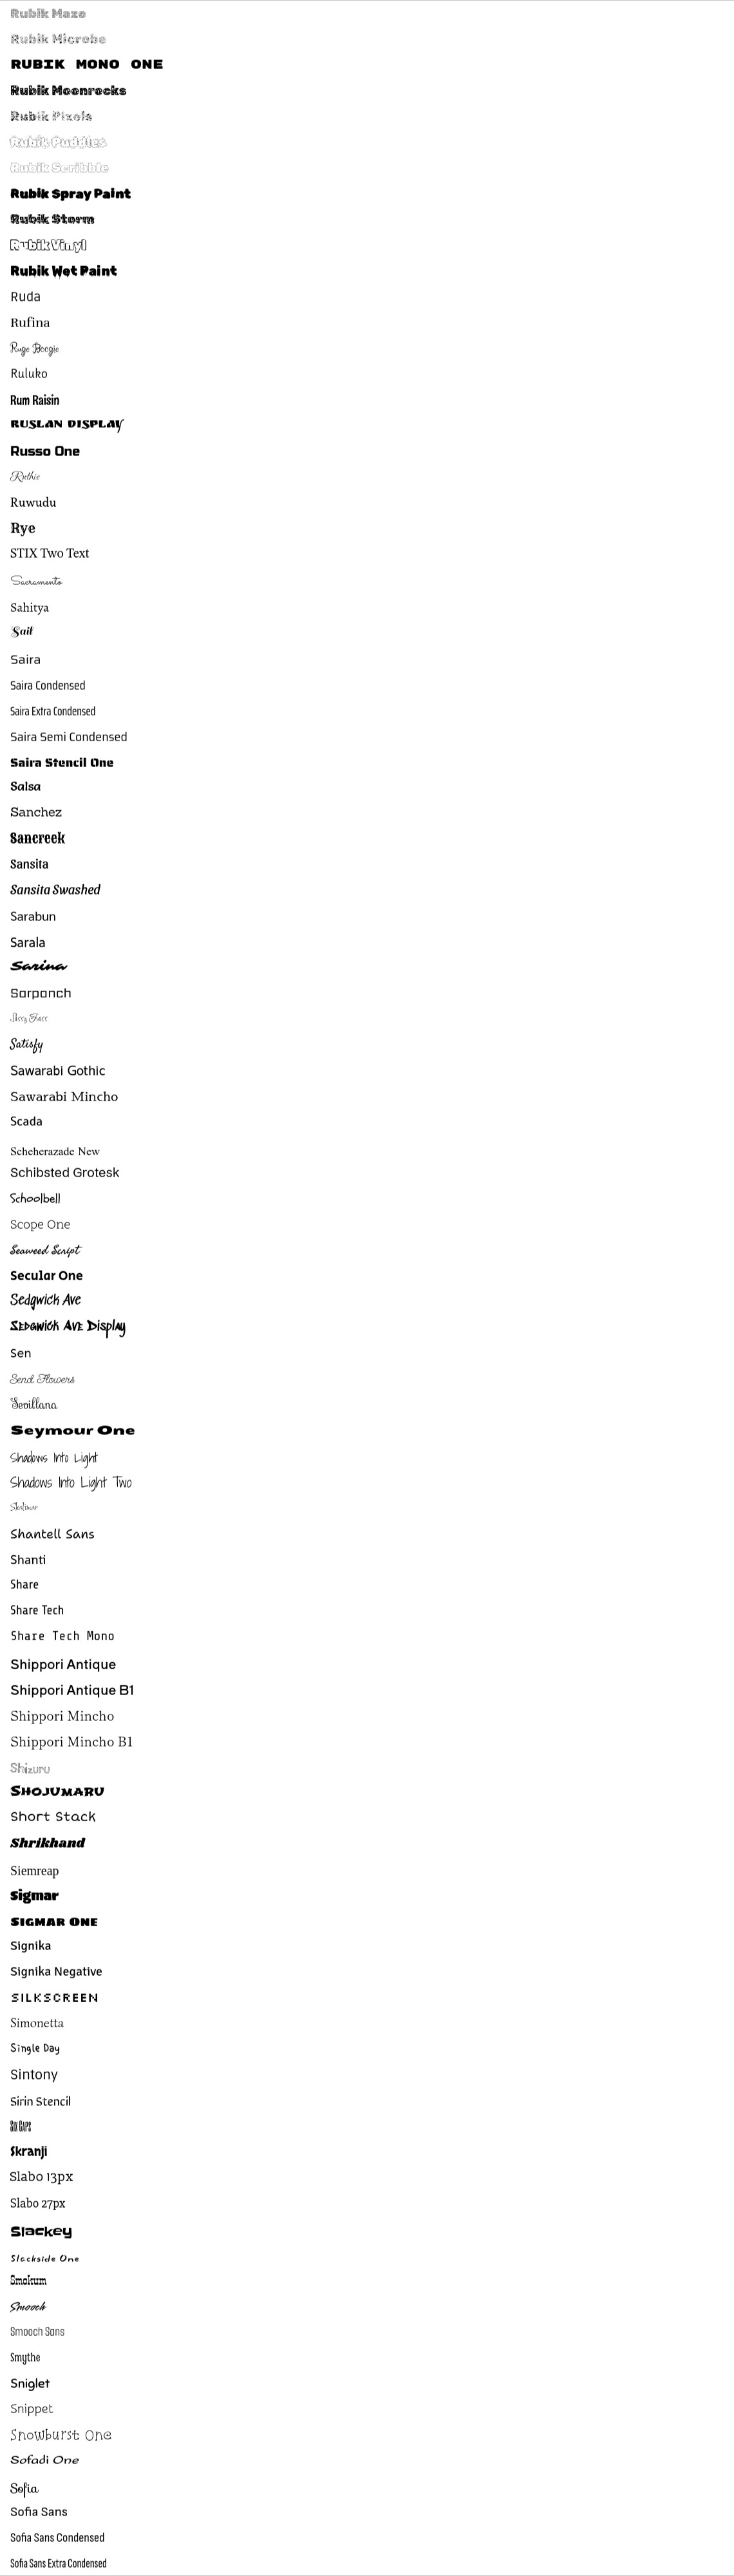 Rubik Maze
Rubik Microbe
RUBIK MONO ONE
Rubik Moonrocks
Rubik Pixels
Rubik Puddles
Rubik Scribble
Rubik Spray Paint
Rubik Storm
Rubik Vinyl
Rubik Wet Paint
Ruda
Rufina
Ruge Boogie
Ruluko
Rum Raisin
RUSLAN DISPLAY
Russo One
Ruthie
Ruwudu
Rye
STIX Two Text
Sacramento
Sahitya
Sail
Saira
Saira Condensed
Saira Extra Condensed
Saira Semi Condensed
Saira Stencil One
Salsa
Sanchez
Sancreek
Sansita
Sansita Swashed
Sarabun
Sarala
Sarina
Sarpanch
Sassy Frass
Satisfy
Sawarabi Gothic
Sawarabi Mincho
Scada
Scheherazade New
Schibsted Grotesk
Schoolbell
Scope One
Seaweed Script
Secular One
Sedgwick Ave
Sedgwick Ave Display
Sen
Send Flowers
Sevillana
Seymour One
Shadows Into Light
Shadows Into Light Two
Shalimar
Shantell Sans
Shanti
Share
Share Tech
Share Tech Mono
Shippori Antique
Shippori Antique B1
Shippori Mincho
Shippori Mincho B1
Shizuru
SHOJUMARU
Short Stack
Shrikhand
Siemreap
Sigmar
SIGMAR ONE
Signika
Signika Negative
SILKSCREEN
Simonetta
Single Day
Sintony
Sirin Stencil
SIX CAPS
Skranji
Slabo 13px
Slabo 27px
Slackey
Slackside One
Smokum
Smooch
Smooch Sans
Smythe
Sniglet
Snippet
Snowburst One
Sofadi One
Sofia
Sofia Sans
Sofia Sans Condensed
Sofia Sans Extra Condensed